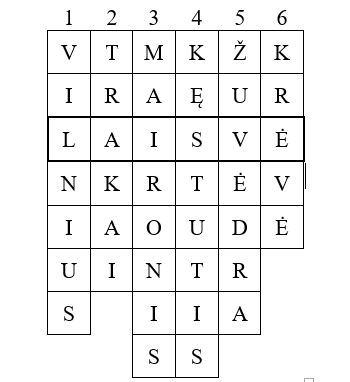 1 2 3 4 5 6
V T M K Ž K
I R A Ę U R
L A I S V Ė
N K R T Ė V
I A O U D Ė
U I N T R
S I I A
S S